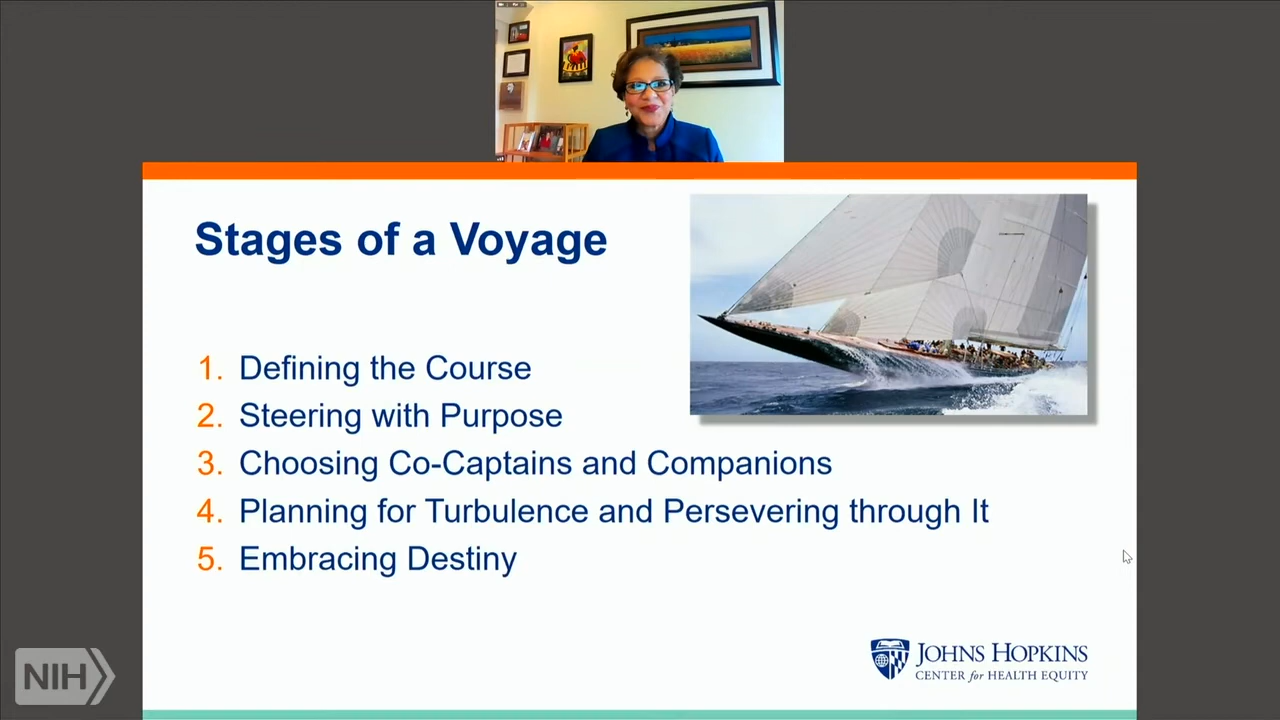 Stages of a Voyage
1. Defining the Course
2. Steering with Purpose
3. Choosing Co-Captains and Companions
4. Planning for Turbulence and Persevering through It
5. Embracing Destiny
NIH
JOHNS HOPKINS
CENTER for HEALTH EQUITY